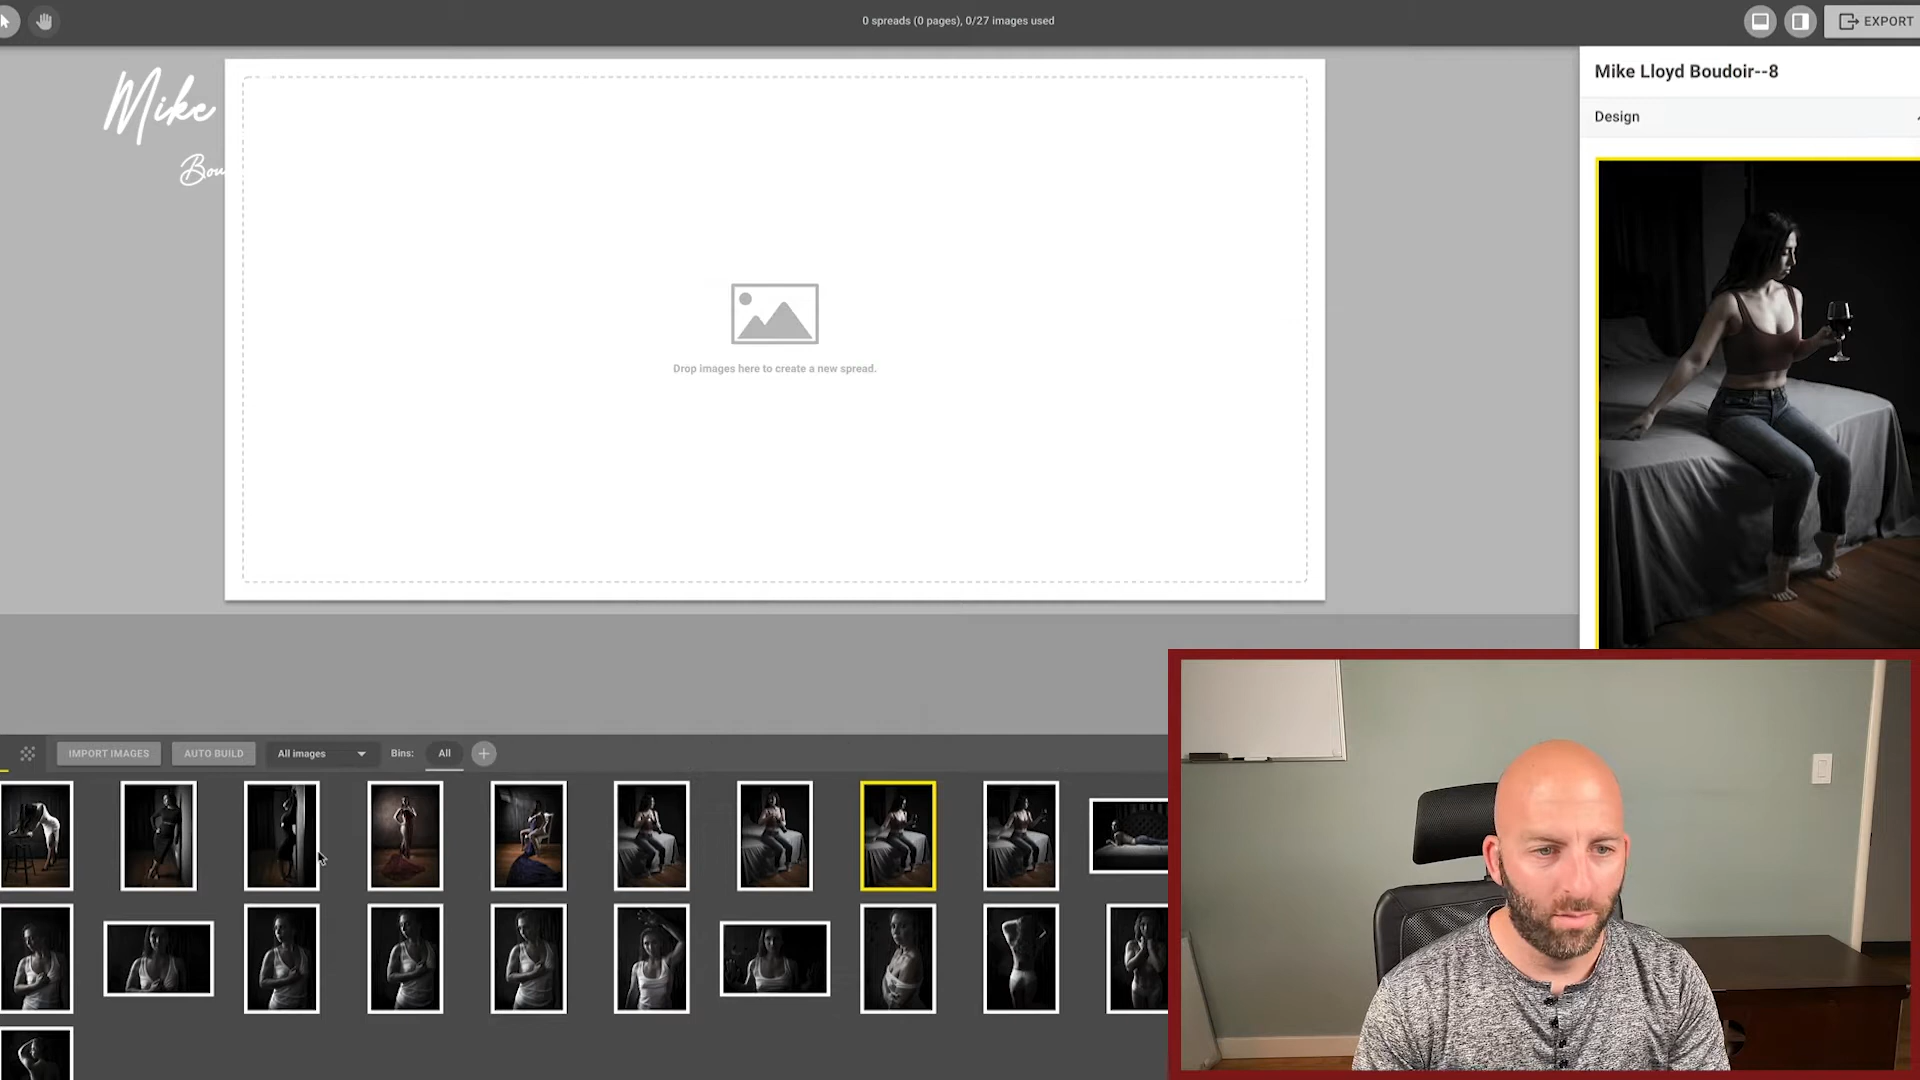 0 spreads (0 pages), 0/27 images used
EXPORT
Mike
Bou
Drop images here to create a new spread.
Mike Lloyd Boudoir--8
Design
IMPORT IMAGES
AUTO BUILD
All images
Bins:
All